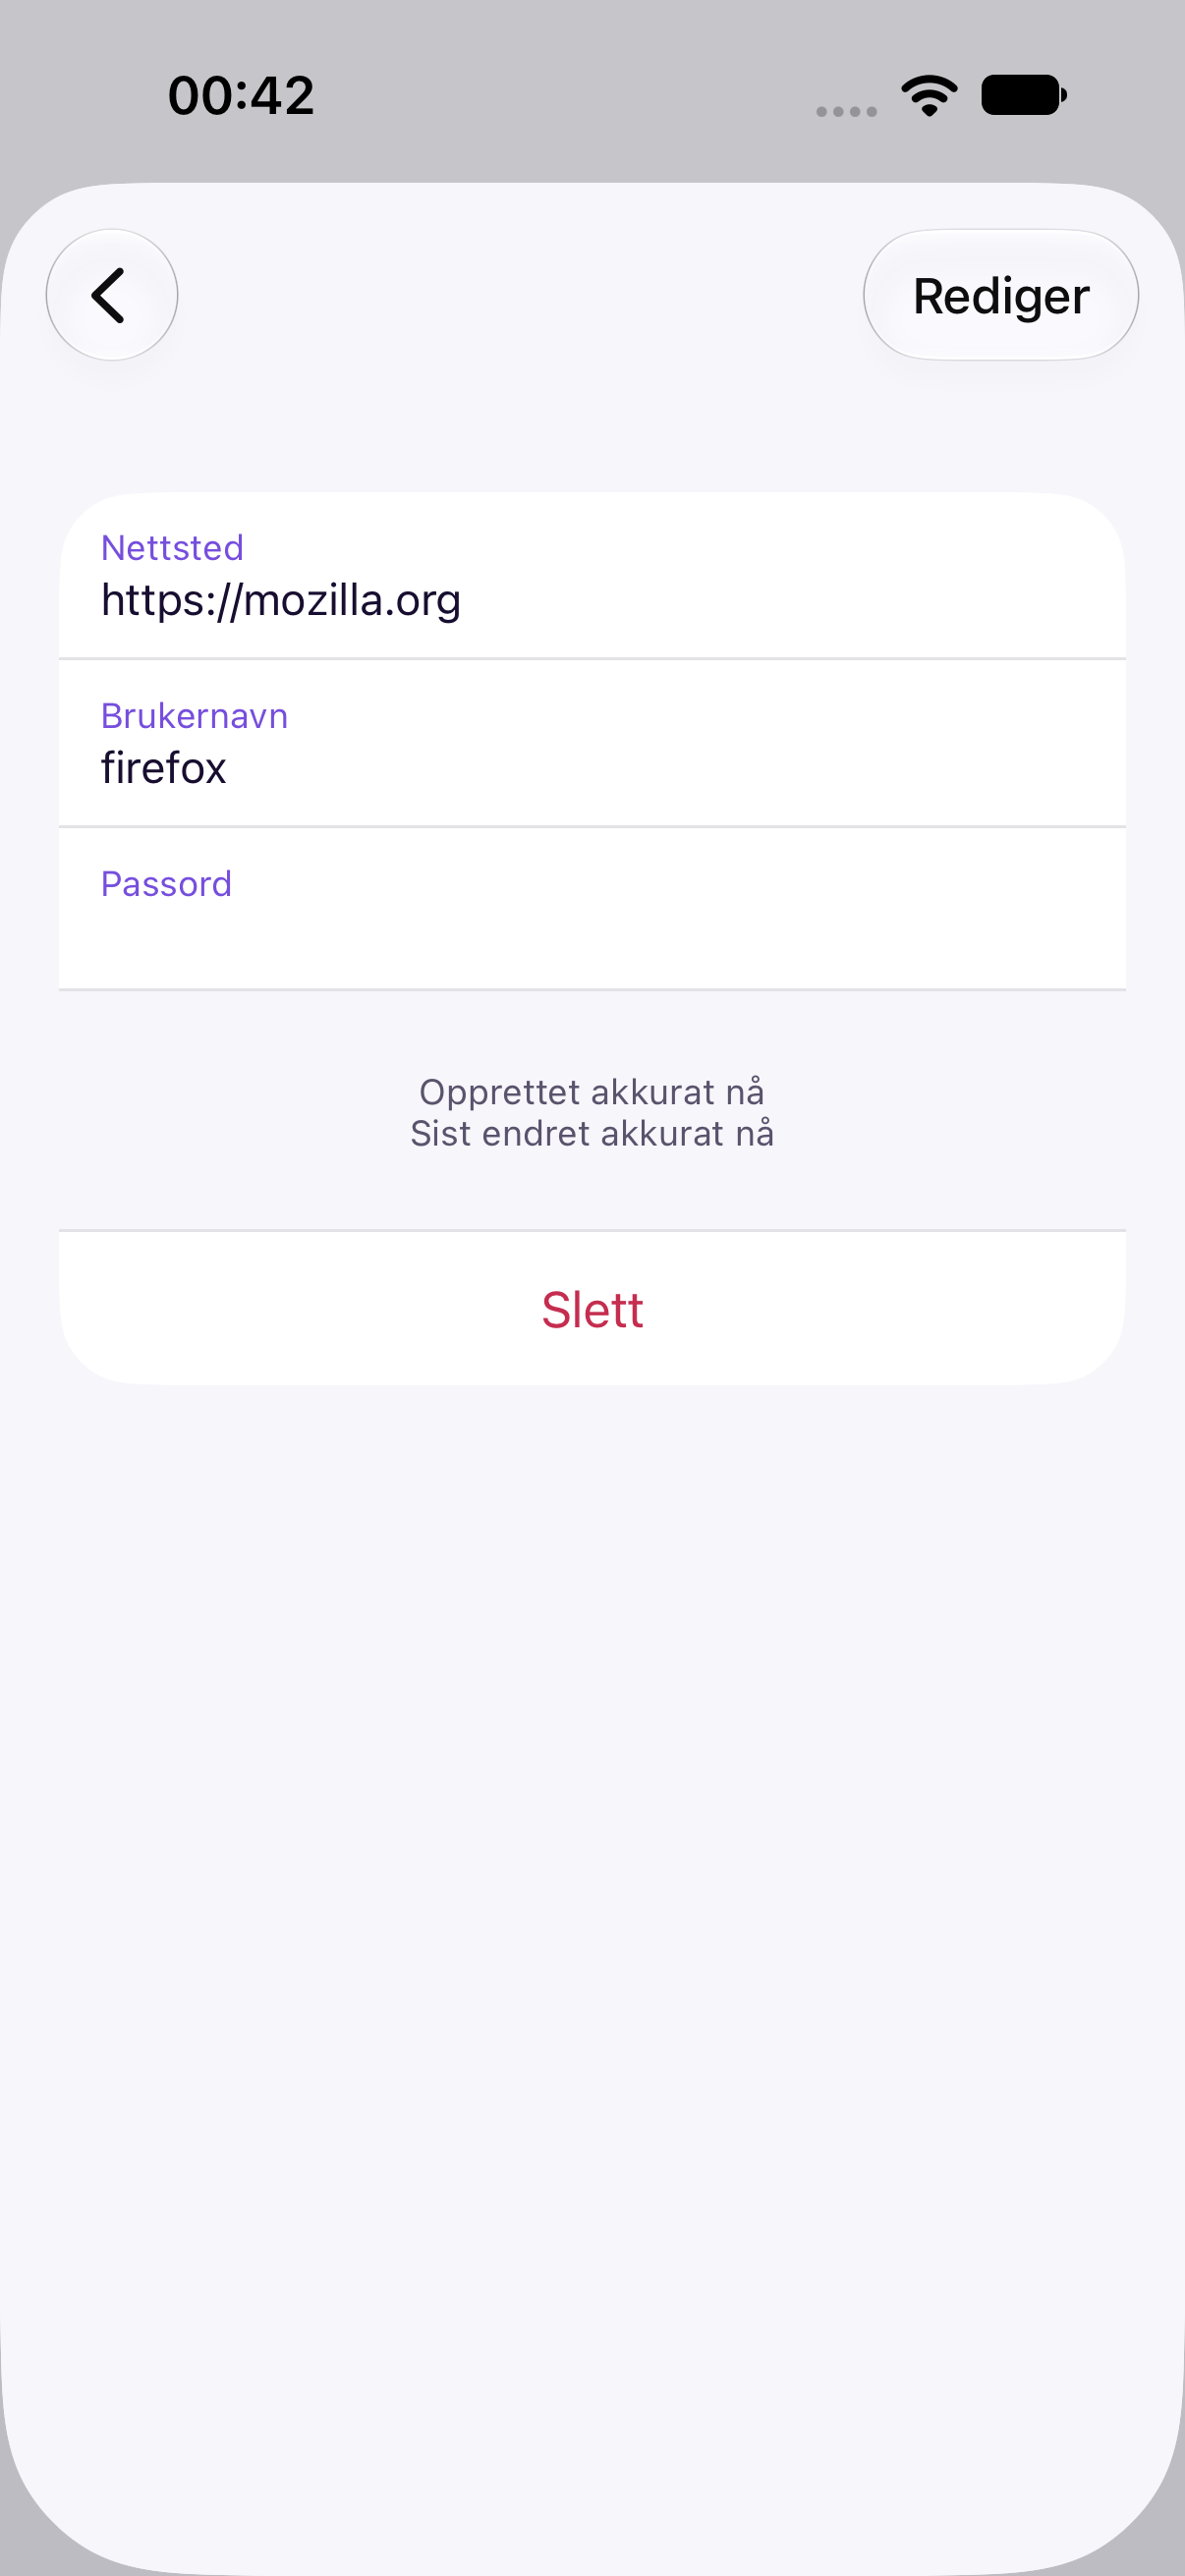 00:42
Rediger
Nettsted
https://mozilla.org
Brukernavn
firefox
Passord
Opprettet akkurat nå
Sist endret akkurat nå
Slett